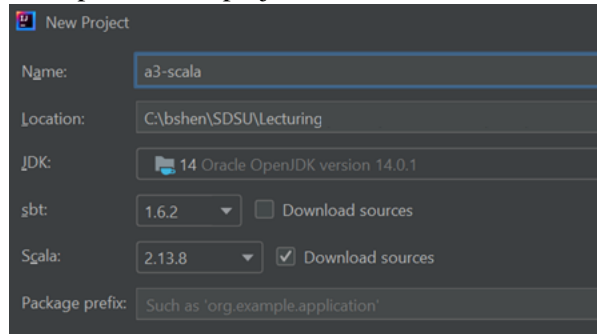 New Project
Name: a3-scala
Location: C:\bshen\SDSU\Lecturing
JDK: 14 Oracle OpenJDK version 14.0.1
sbt: 1.6.2 Download sources
Scala: 2.13.8 Download sources
Package prefix: Such as 'org.example.application'